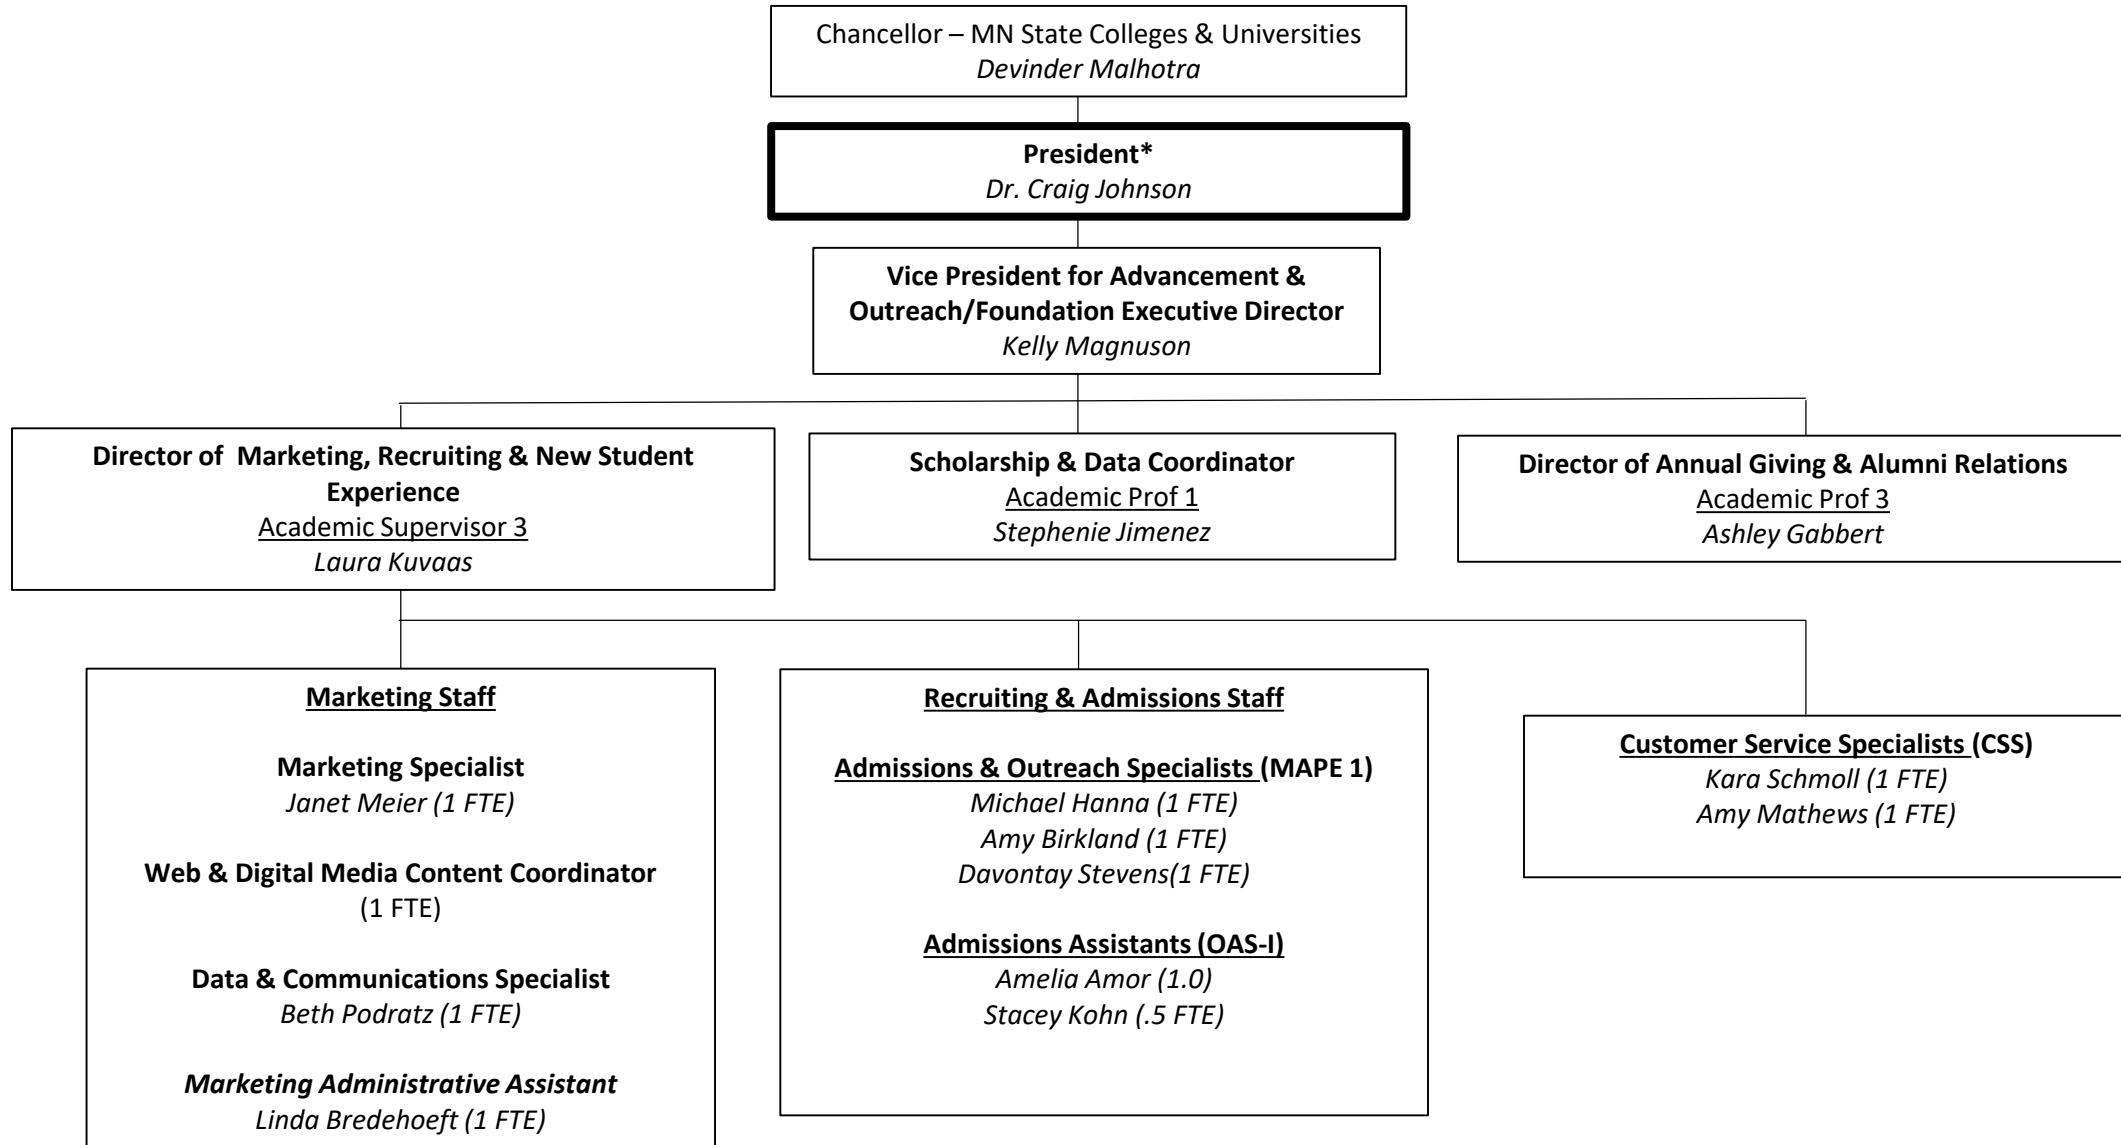 Chancellor – MN State Colleges & Universities
Devinder Malhotra
President*
Dr. Craig Johnson
Vice President for Advancement &
Outreach/Foundation Executive Director
Kelly Magnuson
Director of  Marketing, Recruiting & New Student
Experience
Academic Supervisor 3
Laura Kuvaas
Scholarship & Data Coordinator
Academic Prof 1
Stephenie Jimenez
Director of Annual Giving & Alumni Relations
Academic Prof 3
Ashley Gabbert
Marketing Staff
Marketing Specialist
Janet Meier (1 FTE)
Web & Digital Media Content Coordinator
(1 FTE)
Data & Communications Specialist
Beth Podratz (1 FTE)
Marketing Administrative Assistant
Linda Bredehoeft (1 FTE)
Recruiting & Admissions Staff
Admissions & Outreach Specialists (MAPE 1)
Michael Hanna (1 FTE)
Amy Birkland (1 FTE)
Davontay Stevens(1 FTE)
Admissions Assistants (OAS-I)
Amelia Amor (1.0)
Stacey Kohn (.5 FTE)
Customer Service Specialists (CSS)
Kara Schmoll (1 FTE)
Amy Mathews (1 FTE)